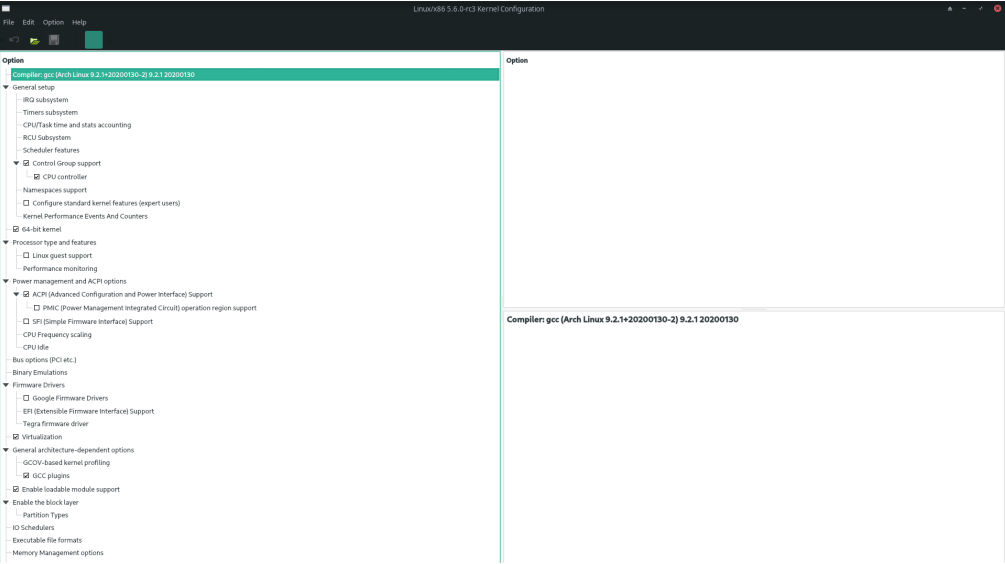 Linux/x86 5.6.0-rc3 Kernel Configuration
File Edit Option Help
Option
Compiler: gcc (Arch Linux 9.2.1+20200130-2) 9.2.1 20200130
General setup
IRQ subsystem
Timers subsystem
CPU/Task time and stats accounting
RCU Subsystem
Scheduler features
Control Group support
CPU controller
Namespaces support
Configure standard kernel features (expert users)
Kernel Performance Events And Counters
64-bit kernel
Processor type and features
Linux guest support
Performance monitoring
Power management and ACPI options
ACPI (Advanced Configuration and Power Interface) Support
PMIC (Power Management Integrated Circuit) operation region support
SFI (Simple Firmware Interface) Support
CPU Frequency scaling
CPU Idle
Bus options (PCI etc.)
Binary Emulations
Firmware Drivers
Google Firmware Drivers
EFI (Extensible Firmware Interface) Support
Tegra firmware driver
Virtualization
General architecture-dependent options
GCOV-based kernel profiling
GCC plugins
Enable loadable module support
Enable the block layer
Partition Types
IO Schedulers
Executable file formats
Memory Management options
Option
Compiler: gcc (Arch Linux 9.2.1+20200130-2) 9.2.1 20200130